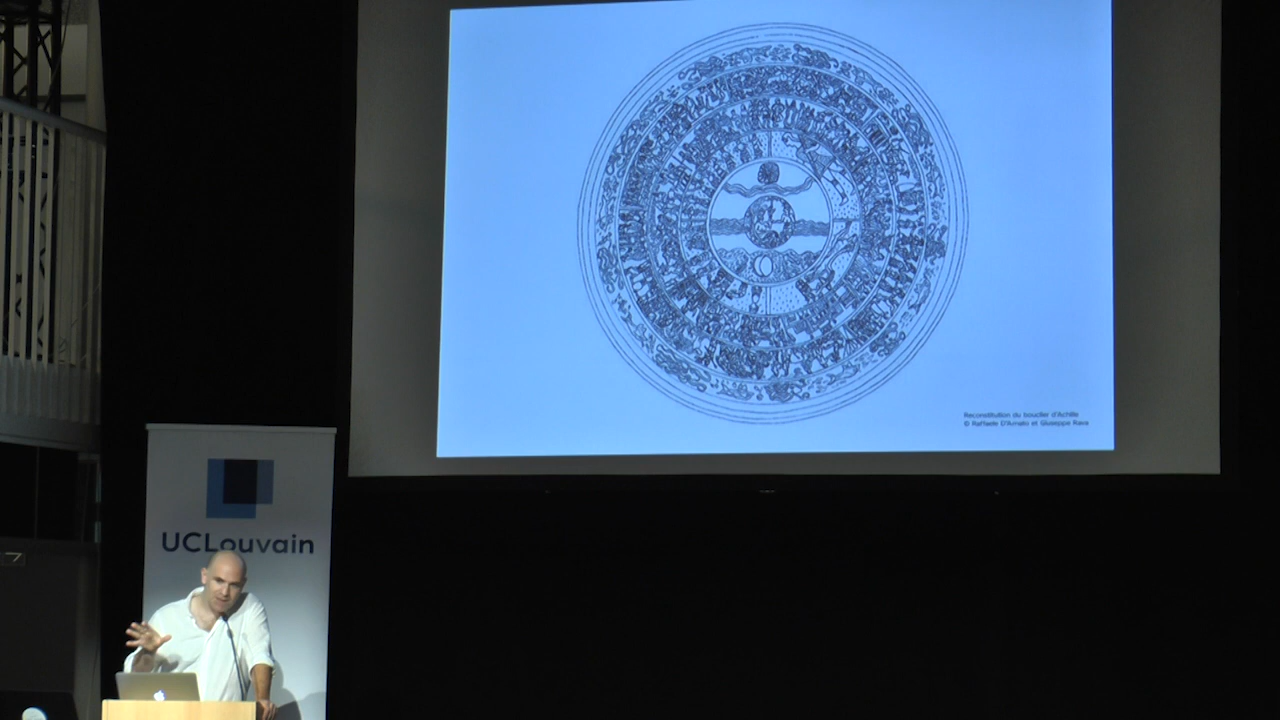 Reconstitution du bouclier d'Achille
© Raffaele D'Amato et Giuseppe Rava
UCLouvain